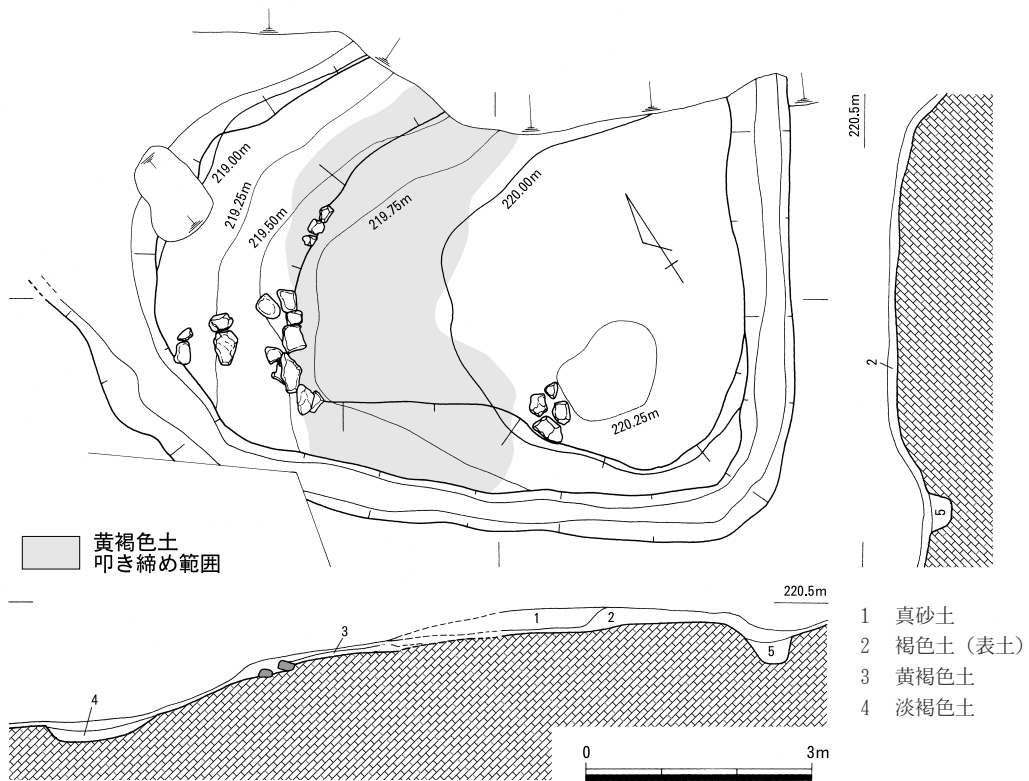 219.00m
219.25m
219.50m
219.75m
220.00m
220.25m
220.5m
2
5
黄褐色土
叩き締め範囲
220.5m
1
2
3
4
5
1 真砂土
2 褐色土（表土）
3 黄褐色土
4 淡褐色土
0 3m